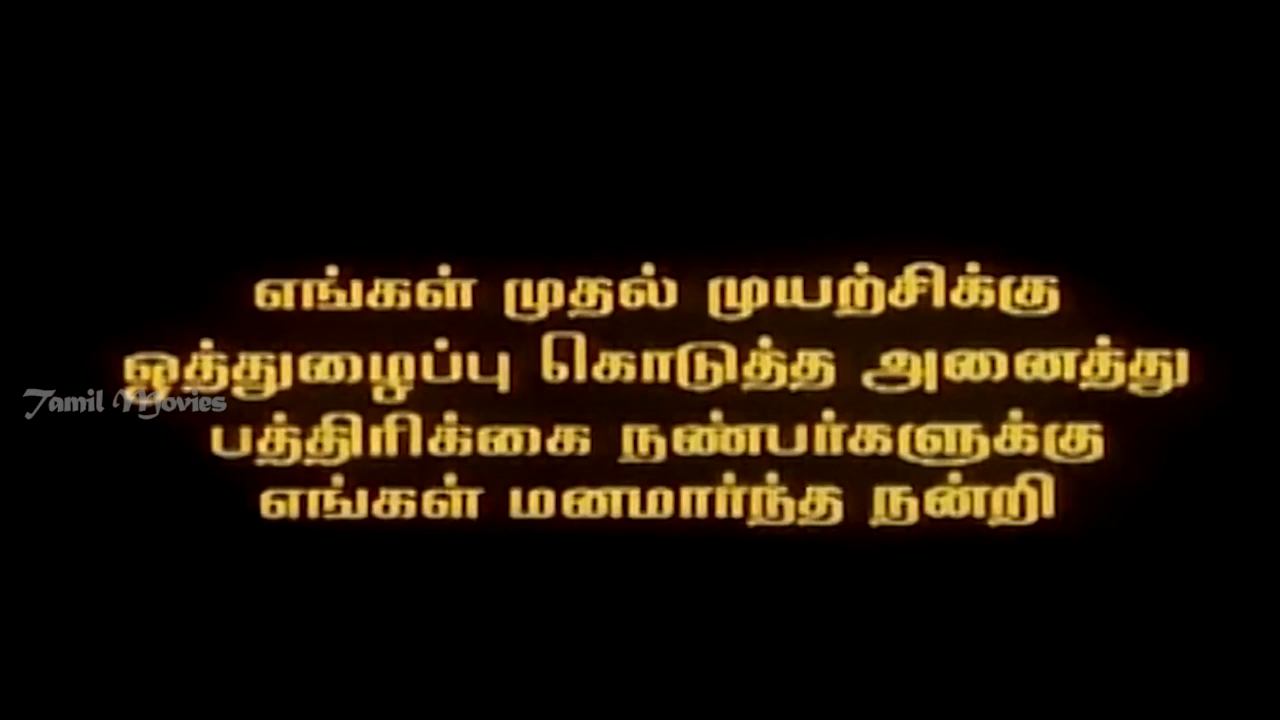 எங்கள் முதல் முயற்சிக்கு
ஒத்துழைப்பு கொடுத்த அனைத்து
Tamil Movies
பத்திரிக்கை நண்பர்களுக்கு
எங்கள் மனமார்ந்த நன்றி